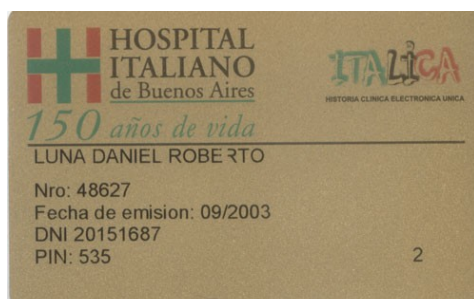 HOSPITAL
ITALIANO
de Buenos Aires
150 años de vida
ITALICA
HISTORIA CLINICA ELECTRONICA UNICA
LUNA DANIEL ROBERTO
Nro: 48627
Fecha de emision: 09/2003
DNI 20151687
PIN: 535
2